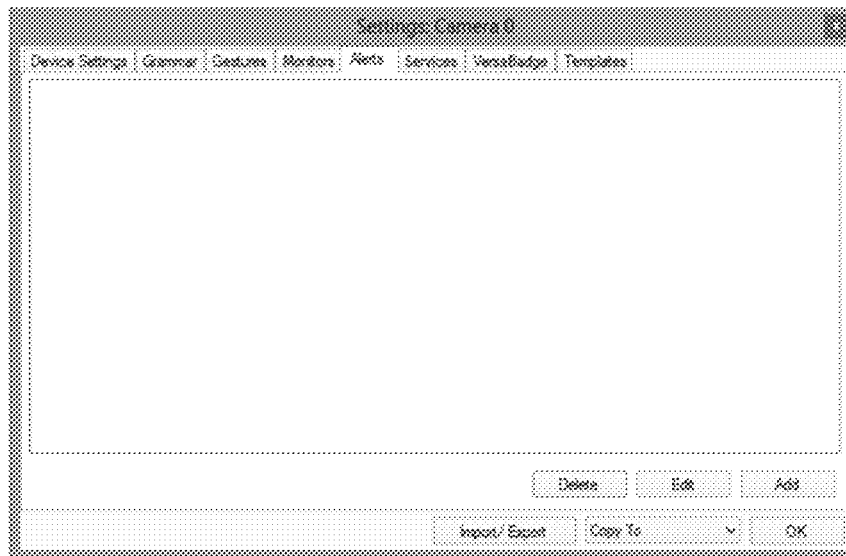 Settings: Camera 0
Device Settings Grammar Gestures Monitors Alerts Services VersaBadge Templates
Delete Edit Add
Import / Export Copy To OK